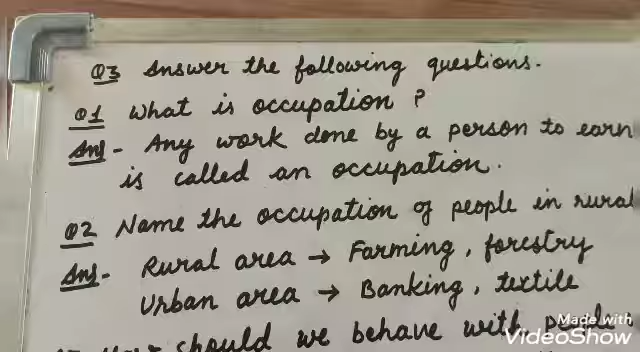 Q3 Answer the following questions.
Q1 What is occupation ?
Ans - Any work done by a person to earn
is called an occupation.
Q2 Name the occupation of people in rural
Ans - Rural area → Farming, forestry
Urban area → Banking, textile
should we behave with people
Made with
VideoShow